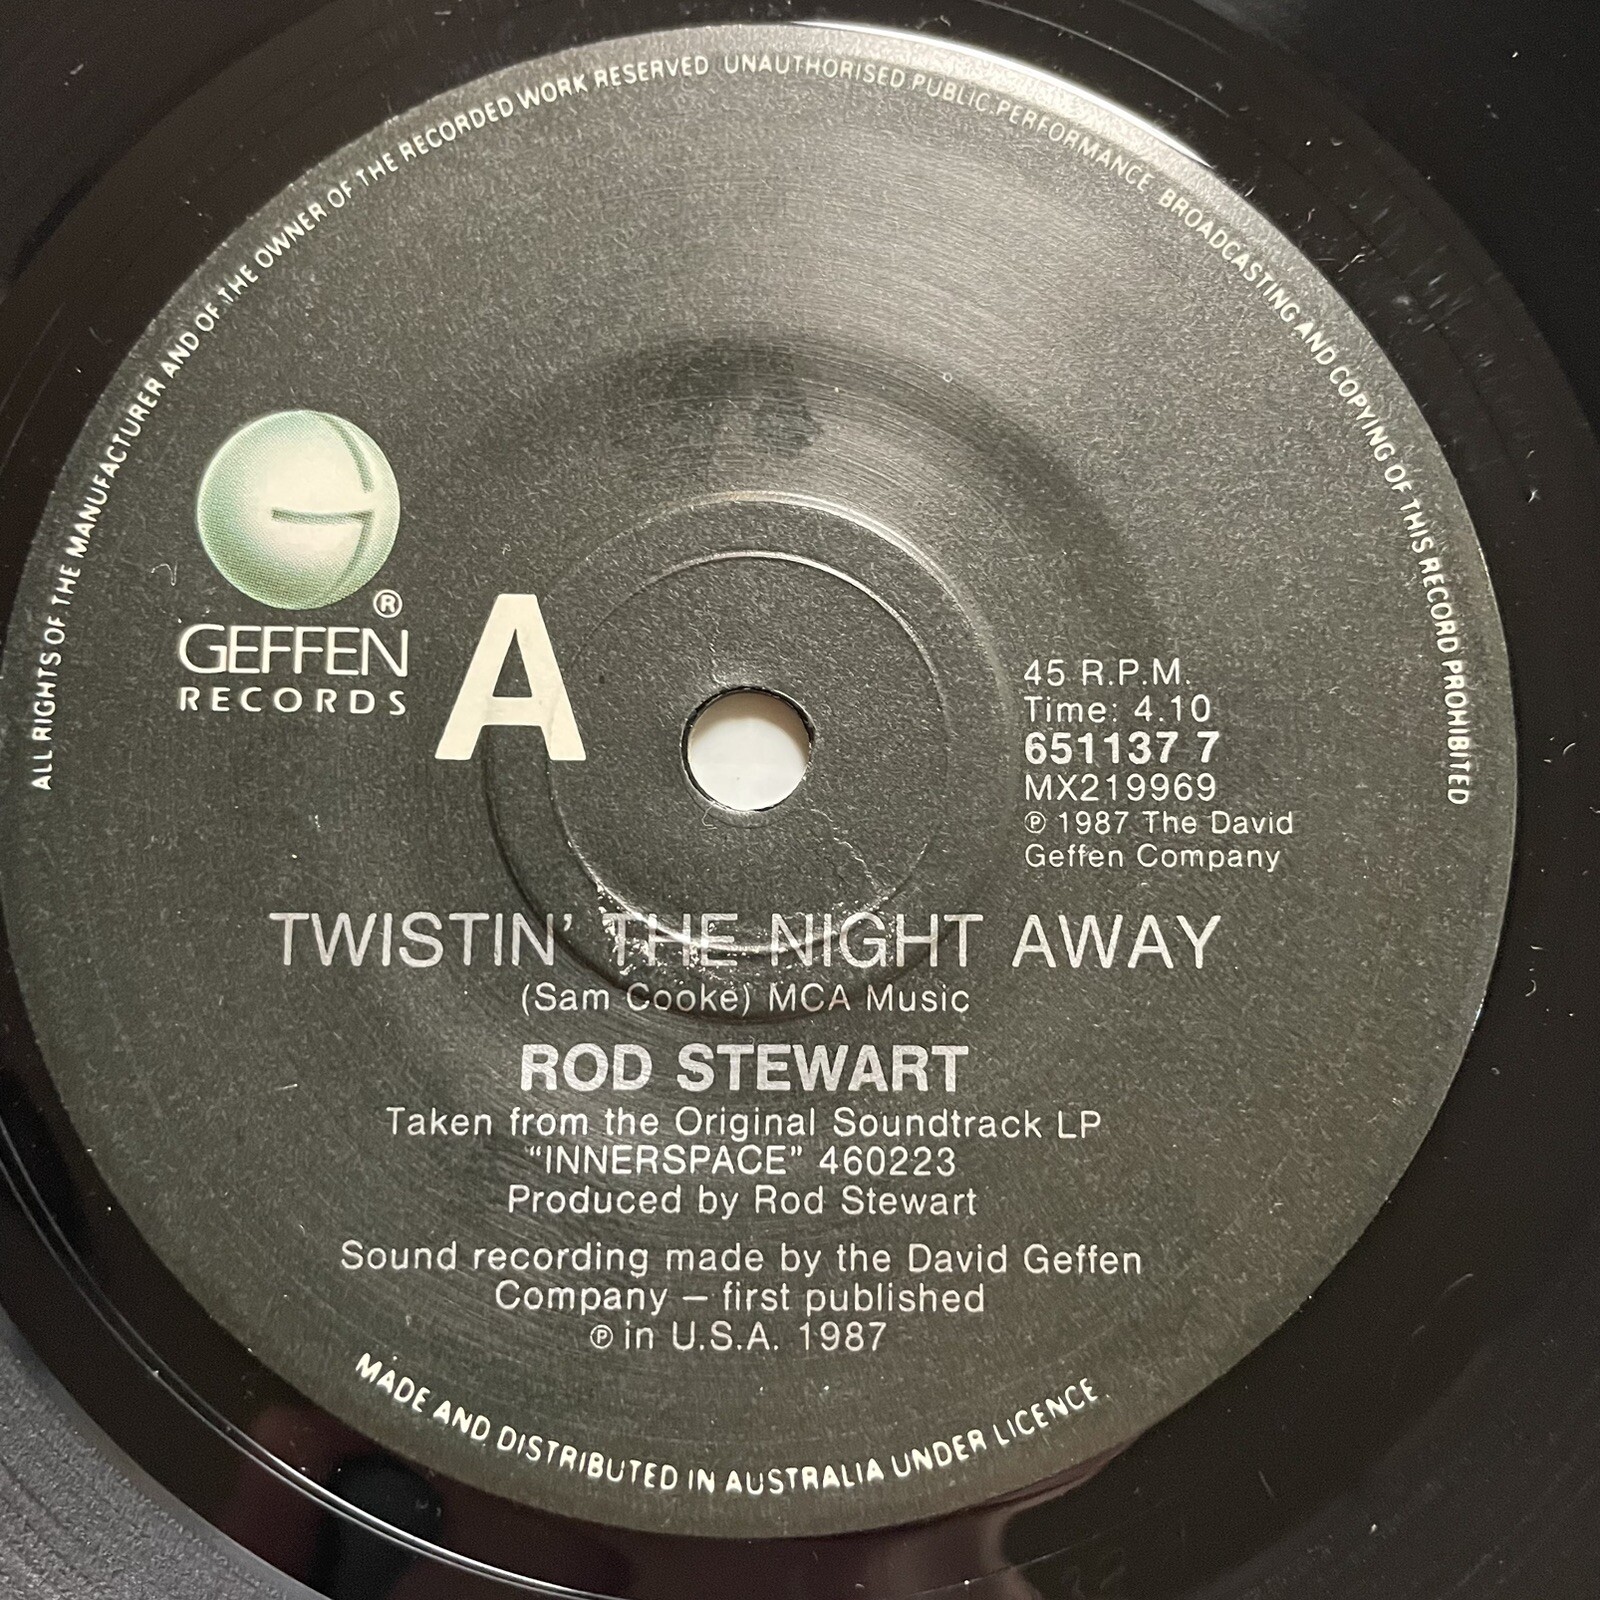 ALL RIGHTS OF THE MANUFACTURER AND OF THE OWNER OF THE RECORDED WORK RESERVED UNAUTHORISED PUBLIC PERFORMANCE BROADCASTING AND COPYING OF THIS RECORD PROHIBITED
G
®
GEFFEN
RECORDS
A
45 R.P.M.
Time: 4.10
651137 7
MX219969
℗ 1987 The David
Geffen Company
TWISTIN' THE NIGHT AWAY
(Sam Cooke) MCA Music
ROD STEWART
Taken from the Original Soundtrack LP
“INNERSPACE” 460223
Produced by Rod Stewart
Sound recording made by the David Geffen
Company – first published
℗ in U.S.A. 1987
MADE AND DISTRIBUTED IN AUSTRALIA UNDER LICENCE